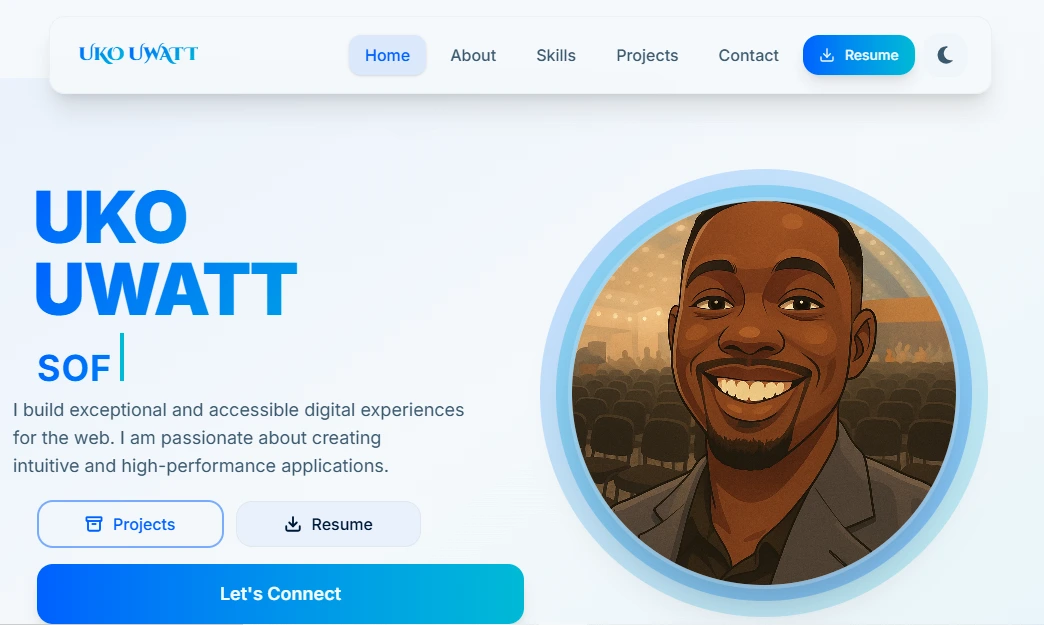 UKO UWATT
Home
About
Skills
Projects
Contact
Resume
UKO
UWATT
SOF
I build exceptional and accessible digital experiences
for the web. I am passionate about creating
intuitive and high-performance applications.
Projects
Resume
Let's Connect